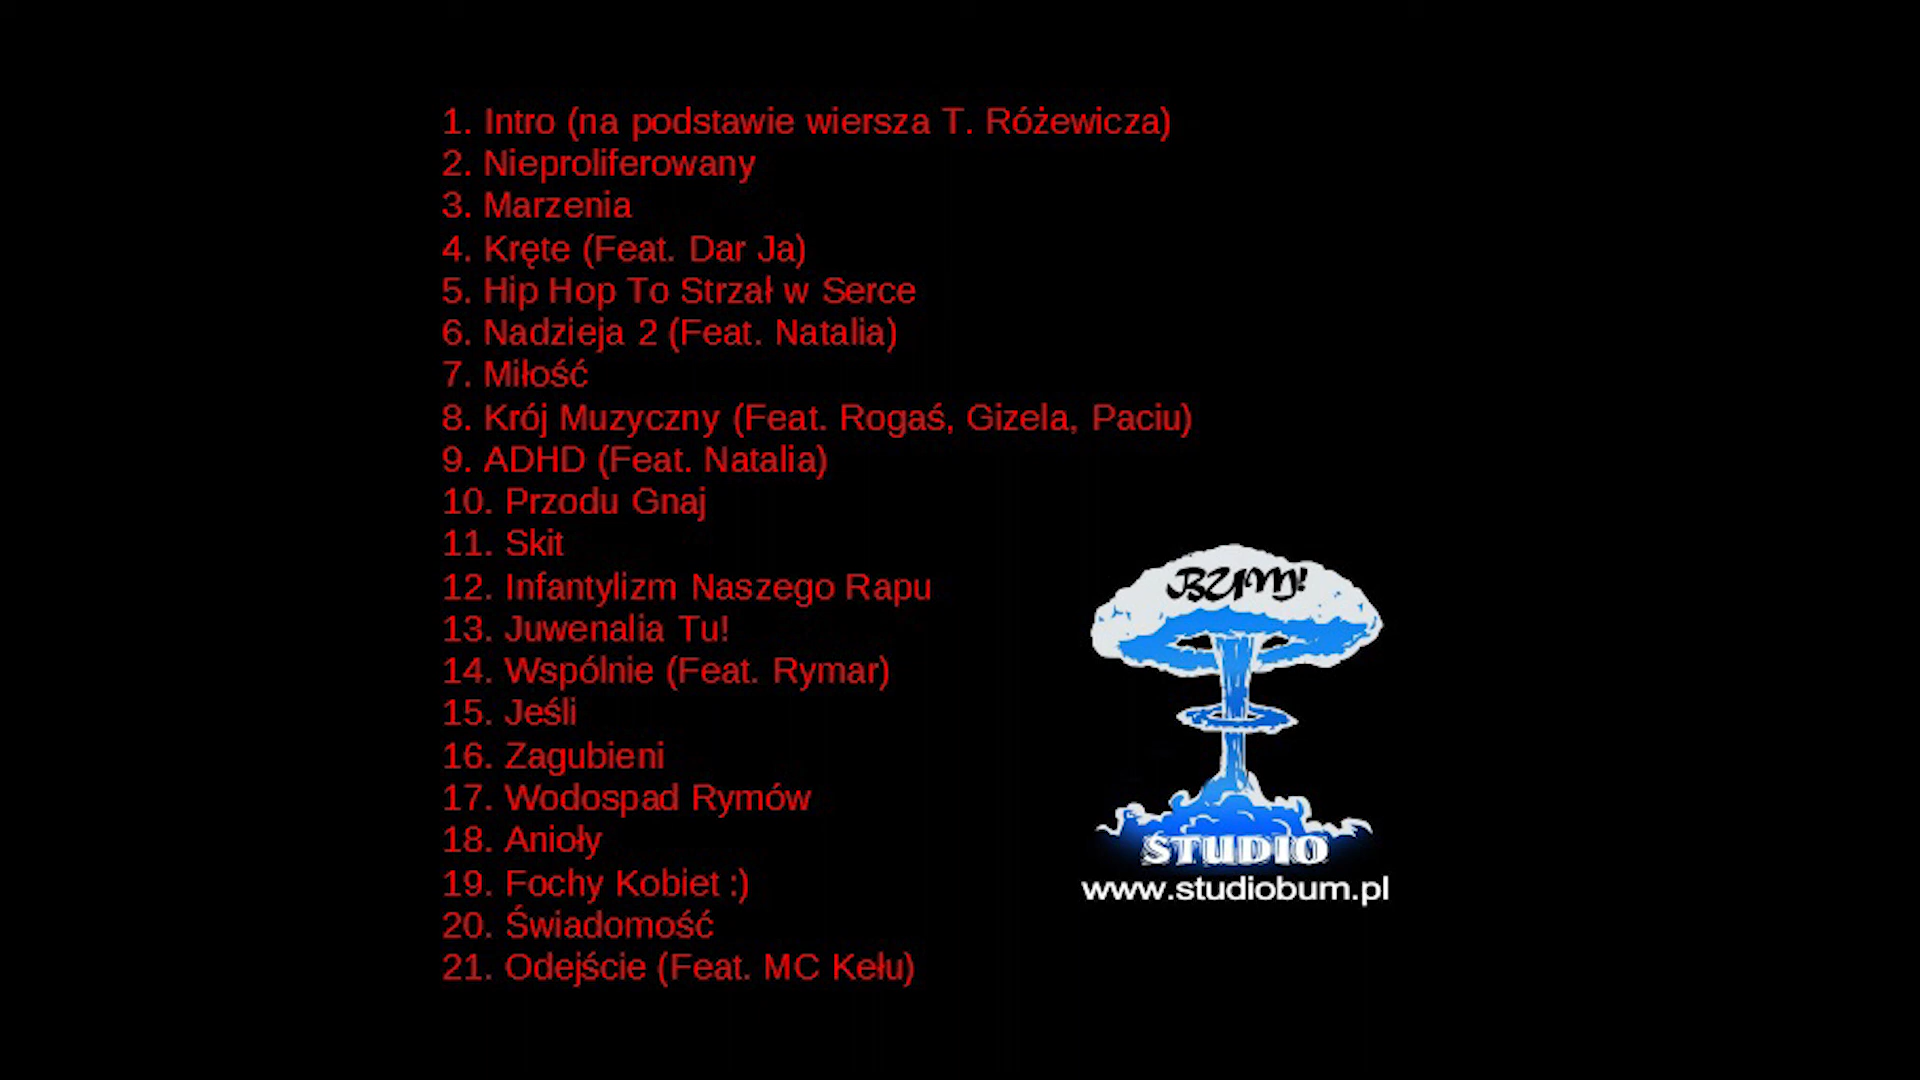 1. Intro (na podstawie wiersza T. Różewicza)
2. Nieproliferowany
3. Marzenia
4. Kręte (Feat. Dar Ja)
5. Hip Hop To Strzał w Serce
6. Nadzieja 2 (Feat. Natalia)
7. Miłość
8. Krój Muzyczny (Feat. Rogaś, Gizela, Paciu)
9. ADHD (Feat. Natalia)
10. Przodu Gnaj
11. Skit
12. Infantylizm Naszego Rapu
13. Juwenalia Tu!
14. Wspólnie (Feat. Rymar)
15. Jeśli
16. Zagubieni
17. Wodospad Rymów
18. Anioły
19. Fochy Kobiet :)
20. Świadomość
21. Odejście (Feat. MC Kełu)
BUM!
STUDIO
www.studiobum.pl